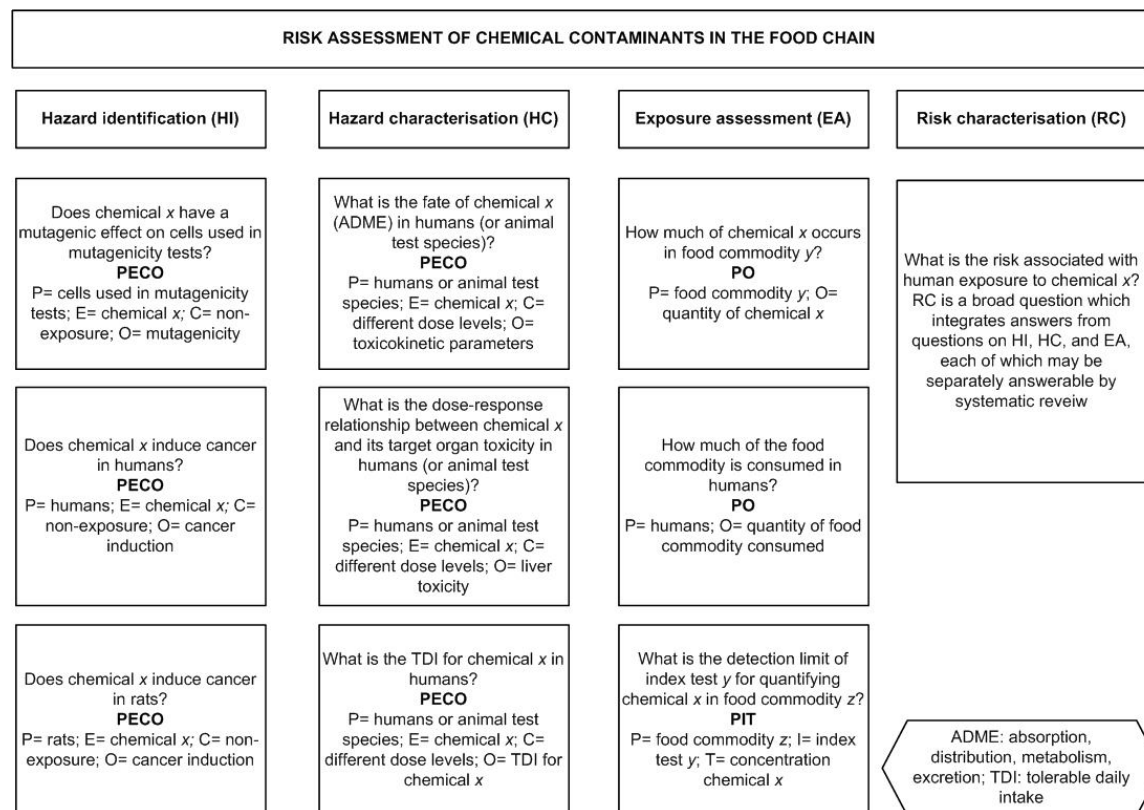 RISK ASSESSMENT OF CHEMICAL CONTAMINANTS IN THE FOOD CHAIN
Hazard identification (HI)
Does chemical x have a
mutagenic effect on cells used in
mutagenicity tests?
PECO
P= cells used in mutagenicity
tests; E= chemical x; C= non-
exposure; O= mutagenicity
Does chemical x induce cancer
in humans?
PECO
P= humans; E= chemical x; C=
non-exposure; O= cancer
induction
Does chemical x induce cancer
in rats?
PECO
P= rats; E= chemical x; C= non-
exposure; O= cancer induction
Hazard characterisation (HC)
What is the fate of chemical x
(ADME) in humans (or animal
test species)?
PECO
P= humans or animal test
species; E= chemical x; C=
different dose levels; O=
toxicokinetic parameters
What is the dose-response
relationship between chemical x
and its target organ toxicity in
humans (or animal test
species)?
PECO
P= humans or animal test
species; E= chemical x; C=
different dose levels; O= liver
toxicity
What is the TDI for chemical x in
humans?
PECO
P= humans or animal test
species; E= chemical x; C=
different dose levels; O= TDI for
chemical x
Exposure assessment (EA)
How much of chemical x occurs
in food commodity y?
PO
P= food commodity y; O=
quantity of chemical x
How much of the food
commodity is consumed in
humans?
PO
P= humans; O= quantity of food
commodity consumed
What is the detection limit of
index test y for quantifying
chemical x in food commodity z?
PIT
P= food commodity z; I= index
test y; T= concentration
chemical x
Risk characterisation (RC)
What is the risk associated with
human exposure to chemical x?
RC is a broad question which
integrates answers from
questions on HI, HC, and EA,
each of which may be
separately answerable by
systematic reveiw
ADME: absorption,
distribution, metabolism,
excretion; TDI: tolerable daily
intake